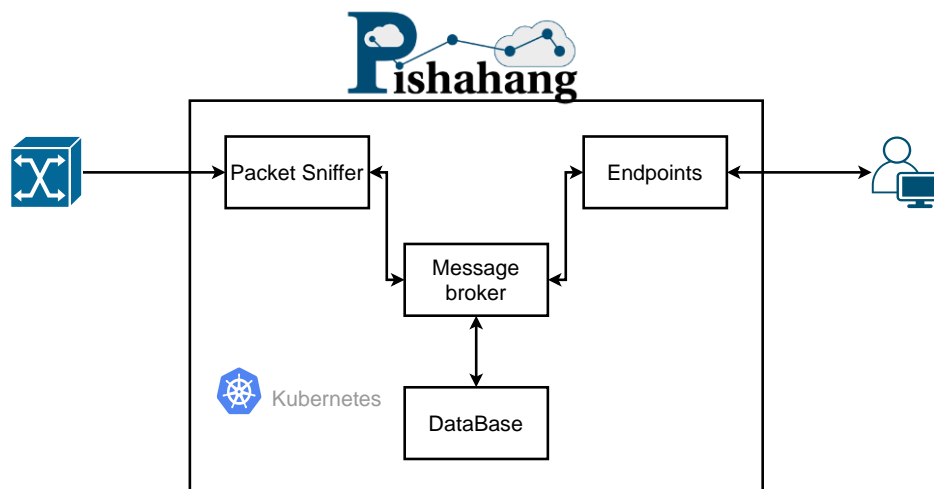 Pishahang
Packet Sniffer
Endpoints
Message
broker
Kubernetes
DataBase